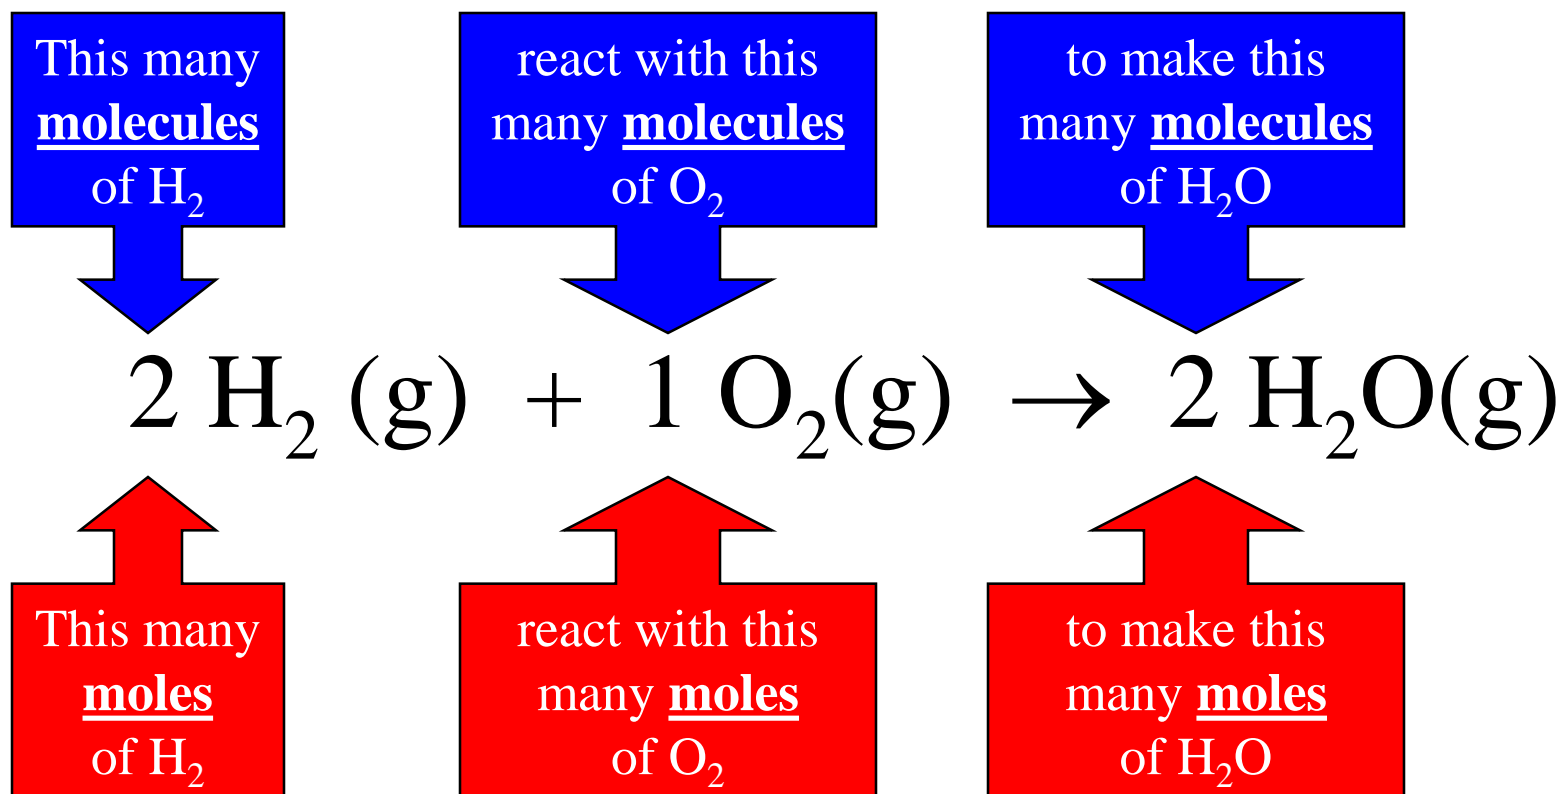 This many
molecules
of H₂
react with this
many molecules
of O₂
to make this
many molecules
of H₂O
2 H₂ (g) + 1 O₂(g) → 2 H₂O(g)
This many
moles
of H₂
react with this
many moles
of O₂
to make this
many moles
of H₂O